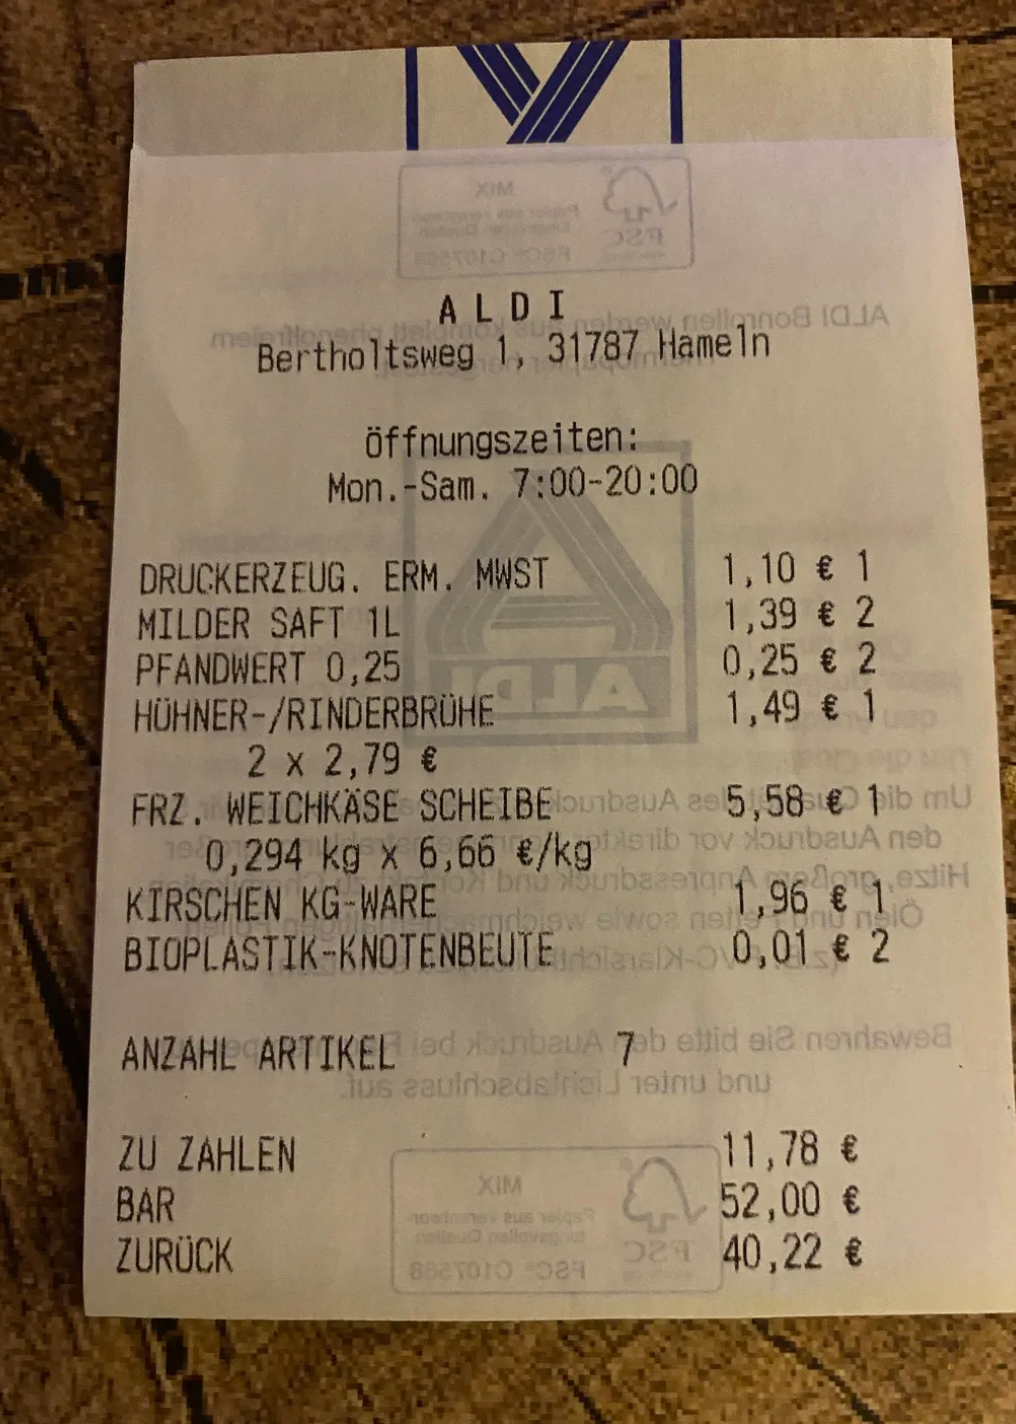 A L D I
Bertholtsweg 1, 31787 Hameln
Öffnungszeiten:
Mon.-Sam. 7:00-20:00
DRUCKERZEUG. ERM. MWST 1,10 € 1
MILDER SAFT 1L 1,39 € 2
PFANDWERT 0,25 0,25 € 2
HÜHNER-/RINDERBRÜHE 1,49 € 1
2 x 2,79 €
FRZ. WEICHKÄSE SCHEIBE 5,58 € 1
0,294 kg x 6,66 €/kg
KIRSCHEN KG-WARE 1,96 € 1
BIOPLASTIK-KNOTENBEUTE 0,01 € 2
ANZAHL ARTIKEL 7
ZU ZAHLEN 11,78 €
BAR 52,00 €
ZURÜCK 40,22 €